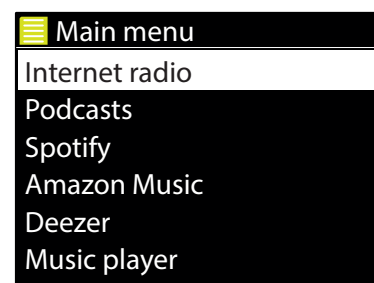 Main menu
Internet radio
Podcasts
Spotify
Amazon Music
Deezer
Music player